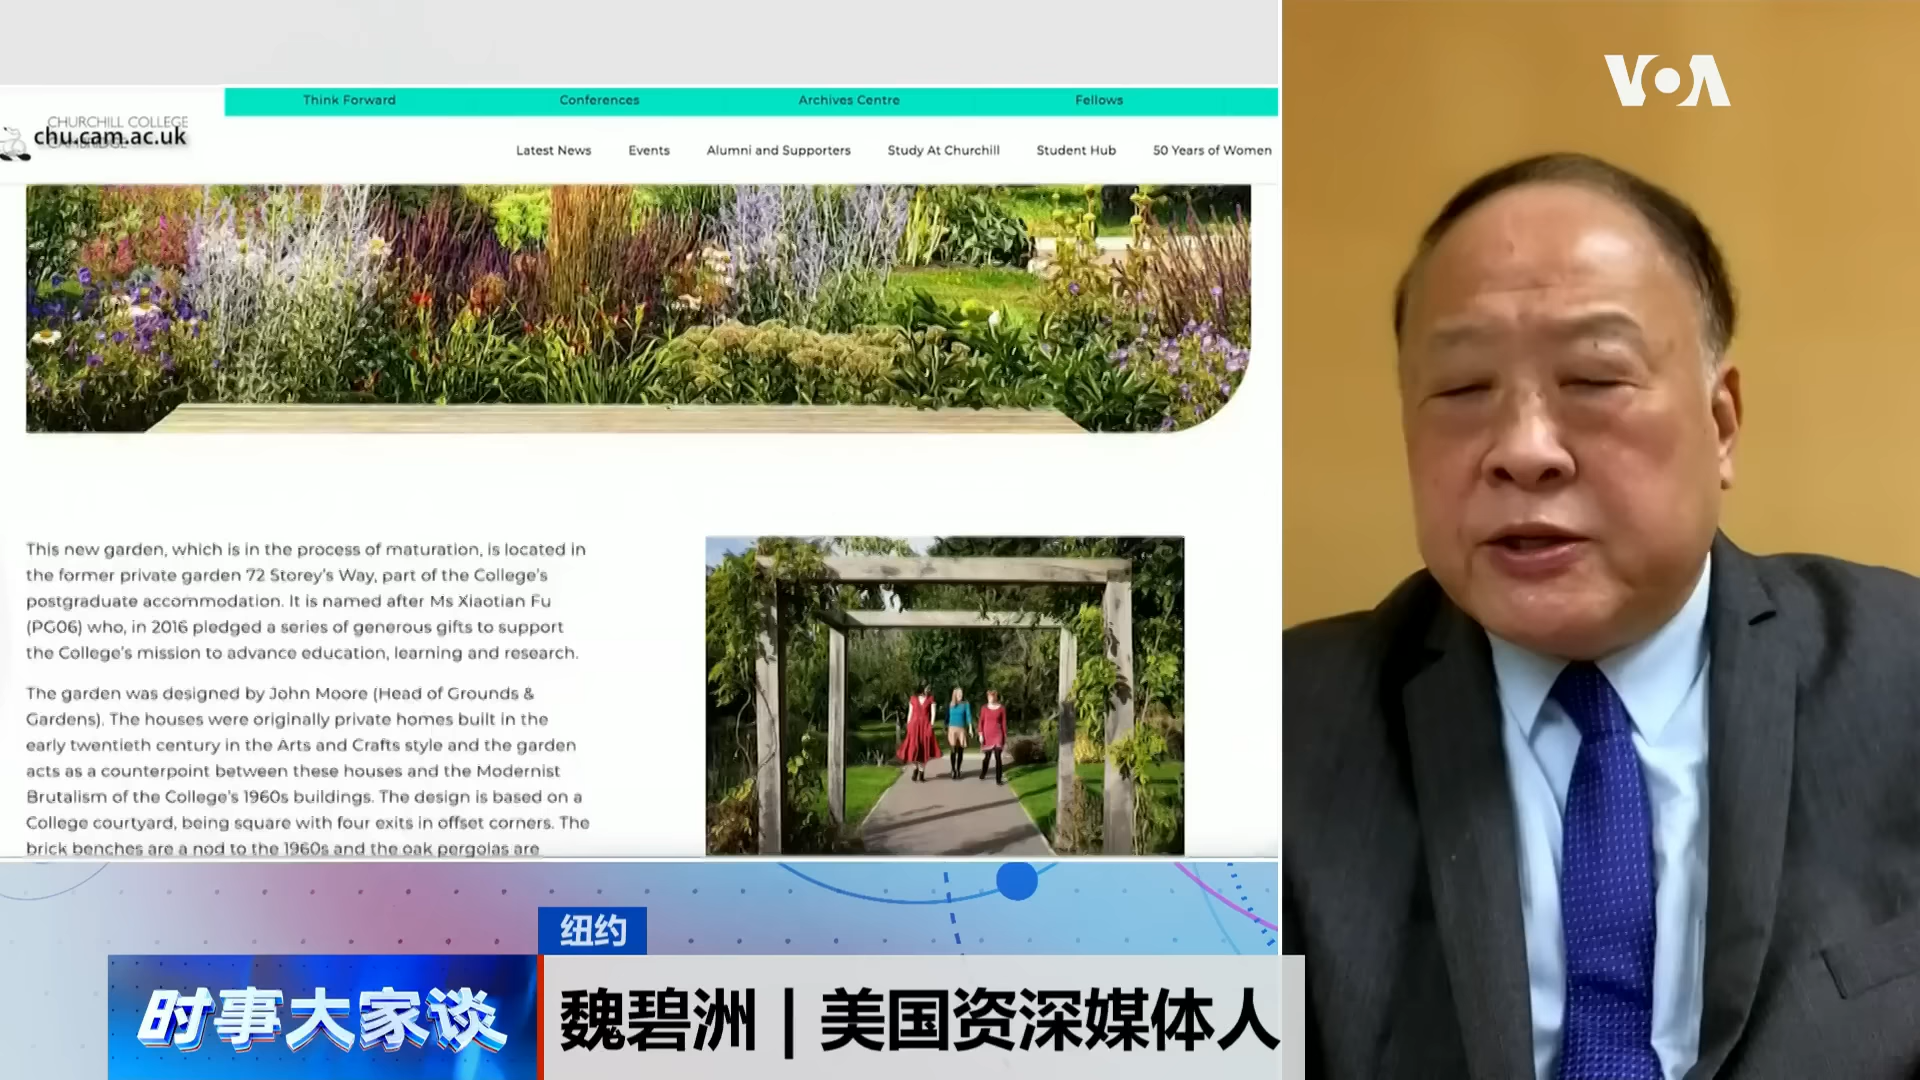 VOA
Think Forward
Conferences
Archives Centre
Fellows
CHURCHILL COLLEGE
CAMBRIDGE
chu.cam.ac.uk
Latest News
Events
Alumni and Supporters
Study At Churchill
Student Hub
50 Years of Women
This new garden, which is in the process of maturation, is located in
the former private garden 72 Storey's Way, part of the College's
postgraduate accommodation. It is named after Ms Xiaotian Fu
(PG06) who, in 2016 pledged a series of generous gifts to support
the College's mission to advance education, learning and research.
The garden was designed by John Moore (Head of Grounds &
Gardens). The houses were originally private homes built in the
early twentieth century in the Arts and Crafts style and the garden
acts as a counterpoint between these houses and the Modernist
Brutalism of the College's 1960s buildings. The design is based on a
College courtyard, being square with four exits in offset corners. The
brick benches are a nod to the 1960s and the oak pergolas are
纽约
时事大家谈
魏碧洲｜美国资深媒体人